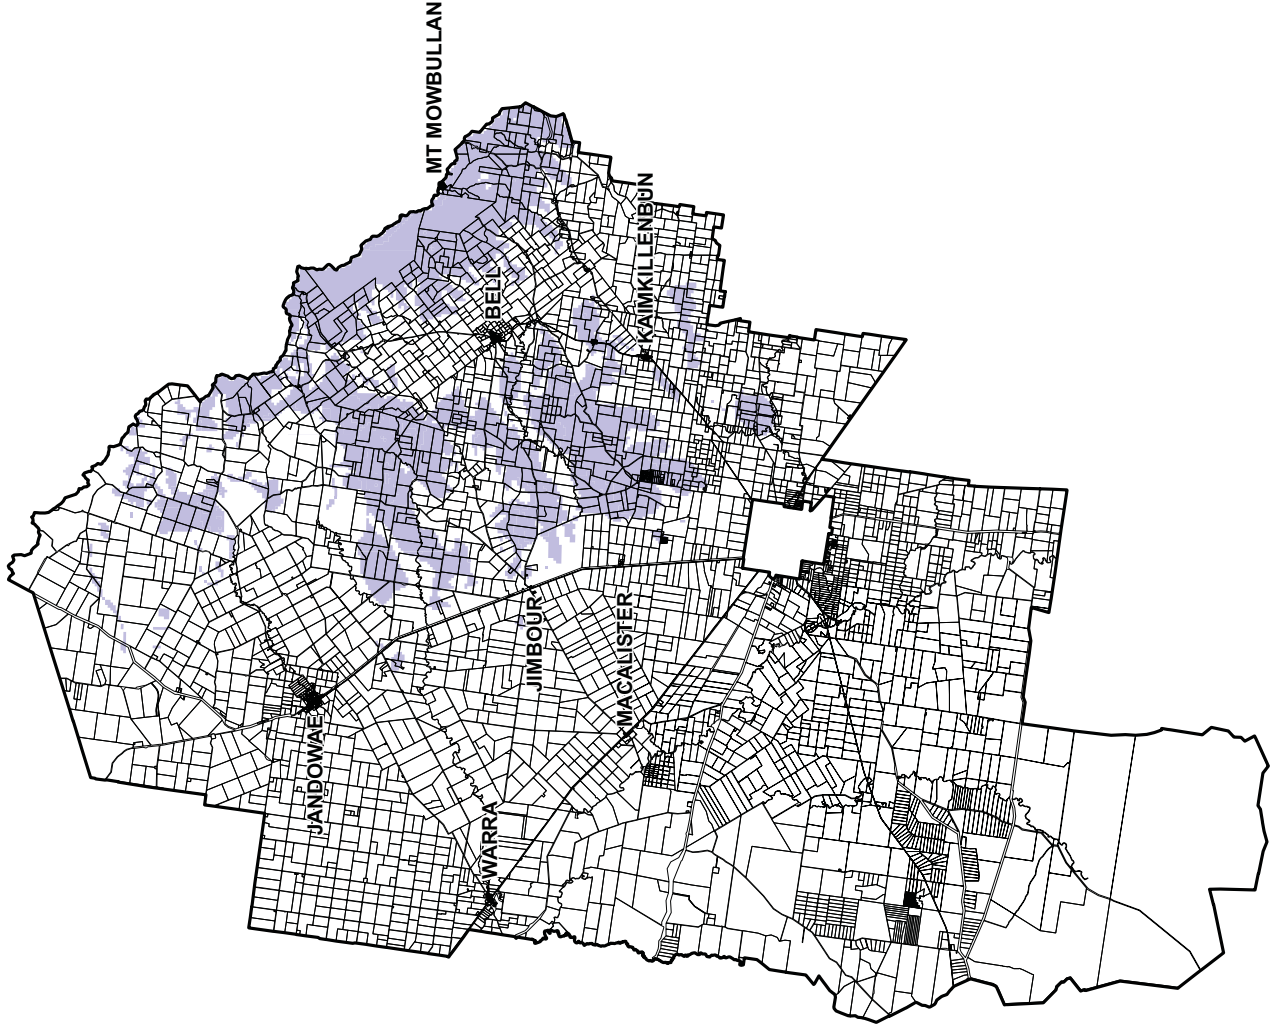 MT MOWBULLAN
KAIMKILLENBUN
BELL
JIMBOUR
MACALISTER
JANDOWAE
WARRA